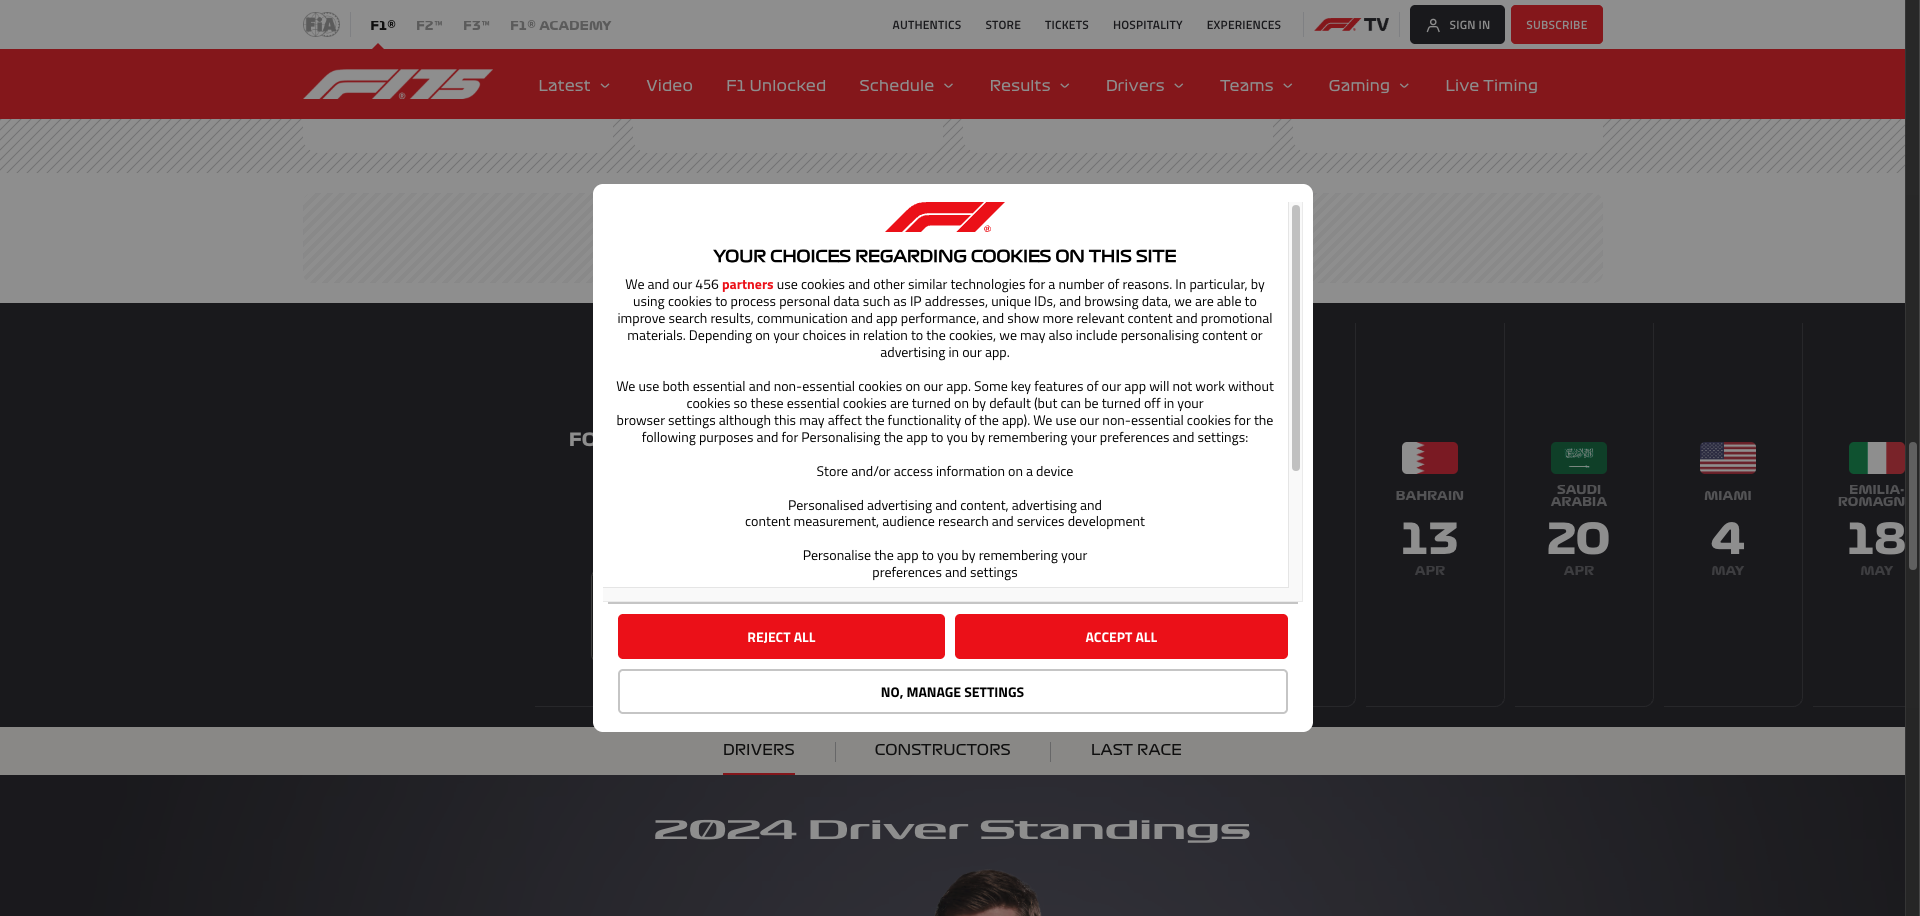 FIA F1® F2™ F3™ F1® ACADEMY AUTHENTICS STORE TICKETS HOSPITALITY EXPERIENCES F1 TV SIGN IN SUBSCRIBE
F1 75® Latest Video F1 Unlocked Schedule Results Drivers Teams Gaming Live Timing
F1®
YOUR CHOICES REGARDING COOKIES ON THIS SITE
We and our 456 partners use cookies and other similar technologies for a number of reasons. In particular, by
using cookies to process personal data such as IP addresses, unique IDs, and browsing data, we are able to
improve search results, communication and app performance, and show more relevant content and promotional
materials. Depending on your choices in relation to the cookies, we may also include personalising content or
advertising in our app.
We use both essential and non-essential cookies on our app. Some key features of our app will not work without
cookies so these essential cookies are turned on by default (but can be turned off in your
browser settings although this may affect the functionality of the app). We use our non-essential cookies for the
following purposes and for Personalising the app to you by remembering your preferences and settings:
Store and/or access information on a device
Personalised advertising and content, advertising and
content measurement, audience research and services development
Personalise the app to you by remembering your
preferences and settings
REJECT ALL ACCEPT ALL
NO, MANAGE SETTINGS
FO
BAHRAIN
13
APR
SAUDI
ARABIA
20
APR
MIAMI
4
MAY
EMILIA-
ROMAGN
18
MAY
DRIVERS CONSTRUCTORS LAST RACE
2024 Driver Standings